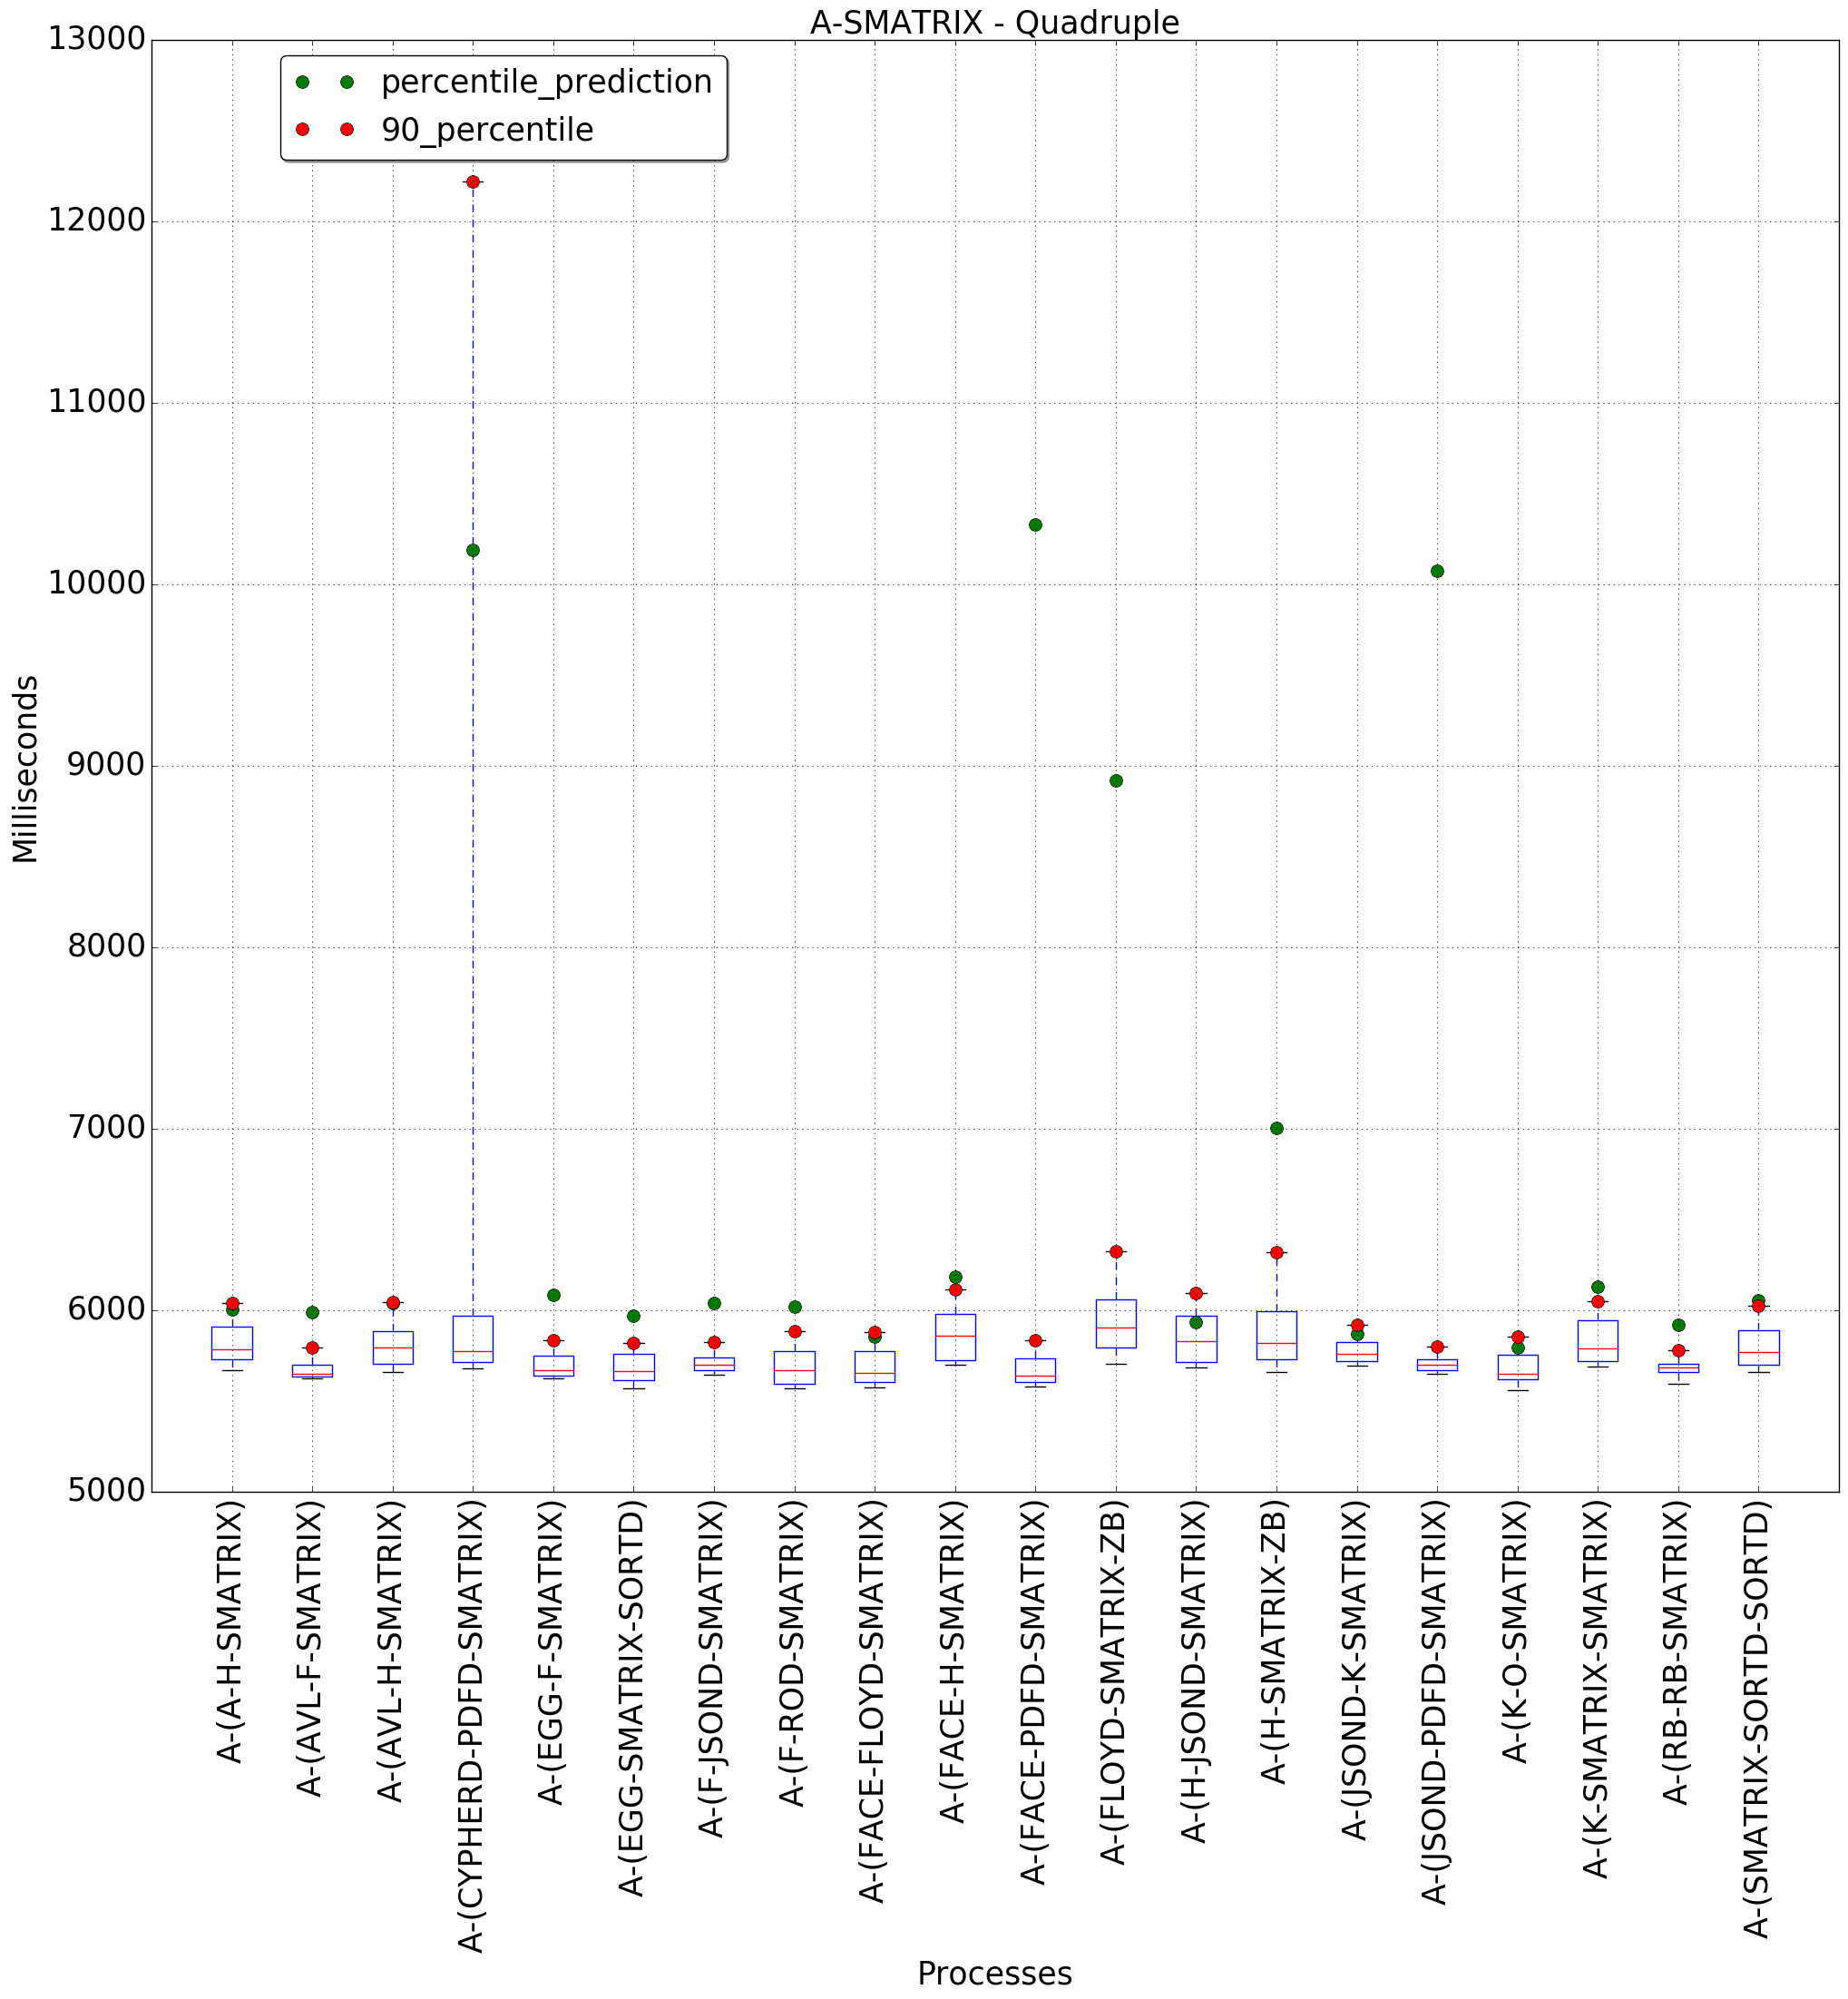 A-SMATRIX - Quadruple
percentile_prediction
90_percentile
13000
12000
11000
10000
9000
8000
7000
6000
5000
Milliseconds
A-(A-H-SMATRIX)
A-(AVL-F-SMATRIX)
A-(AVL-H-SMATRIX)
A-(CYPHERD-PDFD-SMATRIX)
A-(EGG-F-SMATRIX)
A-(EGG-SMATRIX-SORTD)
A-(F-JSOND-SMATRIX)
A-(F-ROD-SMATRIX)
A-(FACE-FLOYD-SMATRIX)
A-(FACE-H-SMATRIX)
A-(FACE-PDFD-SMATRIX)
A-(FLOYD-SMATRIX-ZB)
A-(H-JSOND-SMATRIX)
A-(H-SMATRIX-ZB)
A-(JSOND-K-SMATRIX)
A-(JSOND-PDFD-SMATRIX)
A-(K-O-SMATRIX)
A-(K-SMATRIX-SMATRIX)
A-(RB-RB-SMATRIX)
A-(SMATRIX-SORTD-SORTD)
Processes